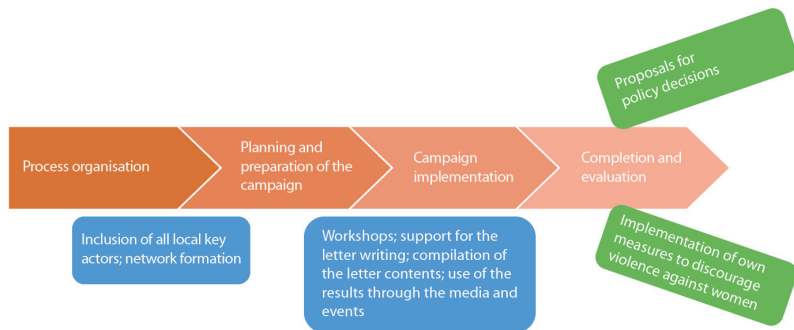 Proposals for
policy decisions
Process organisation
Planning and
preparation of the
campaign
Campaign
implementation
Completion and
evaluation
Inclusion of all local key
actors; network formation
Workshops; support for the
letter writing; compilation
of the letter contents; use of the
results through the media and
events
Implementation of own
measures to discourage
violence against women